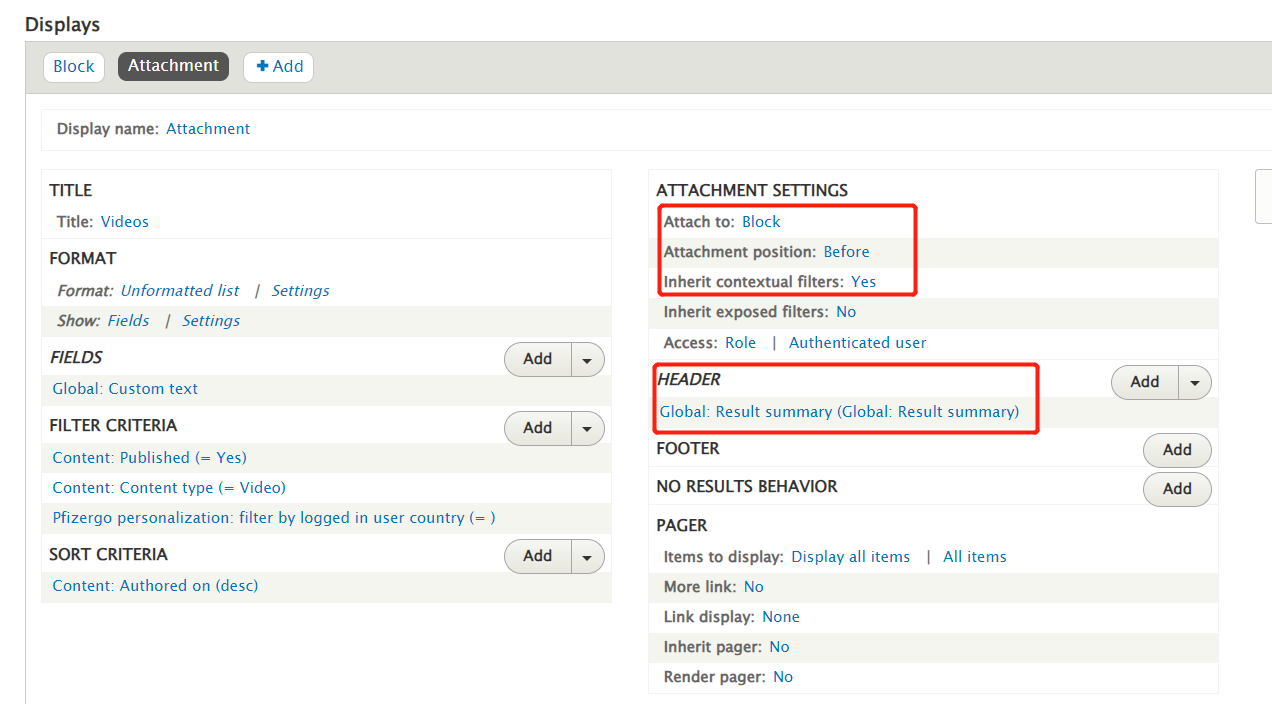 Displays
Block Attachment + Add
Display name: Attachment
TITLE
Title: Videos
FORMAT
Format: Unformatted list | Settings
Show: Fields | Settings
FIELDS Add
Global: Custom text
FILTER CRITERIA Add
Content: Published (= Yes)
Content: Content type (= Video)
Pfizergo personalization: filter by logged in user country (= )
SORT CRITERIA Add
Content: Authored on (desc)
ATTACHMENT SETTINGS
Attach to: Block
Attachment position: Before
Inherit contextual filters: Yes
Inherit exposed filters: No
Access: Role | Authenticated user
HEADER Add
Global: Result summary (Global: Result summary)
FOOTER Add
NO RESULTS BEHAVIOR Add
PAGER
Items to display: Display all items | All items
More link: No
Link display: None
Inherit pager: No
Render pager: No